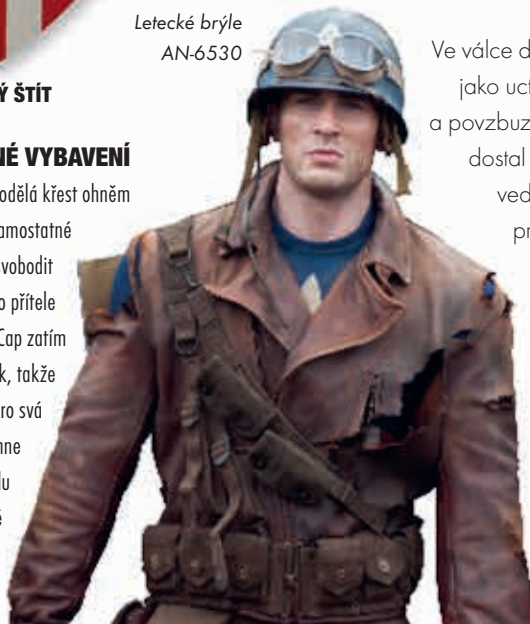 Letecké brýle
AN-6530
Ý ŠTÍT
NÉ VYBAVENÍ
odělá křest ohněm
amostatné
svobodit
o přítele
Cap zatím
k, takže
ro svá
nne
lu
Ve válce d
jako uct
a povzbuz
dostal
ved
pr